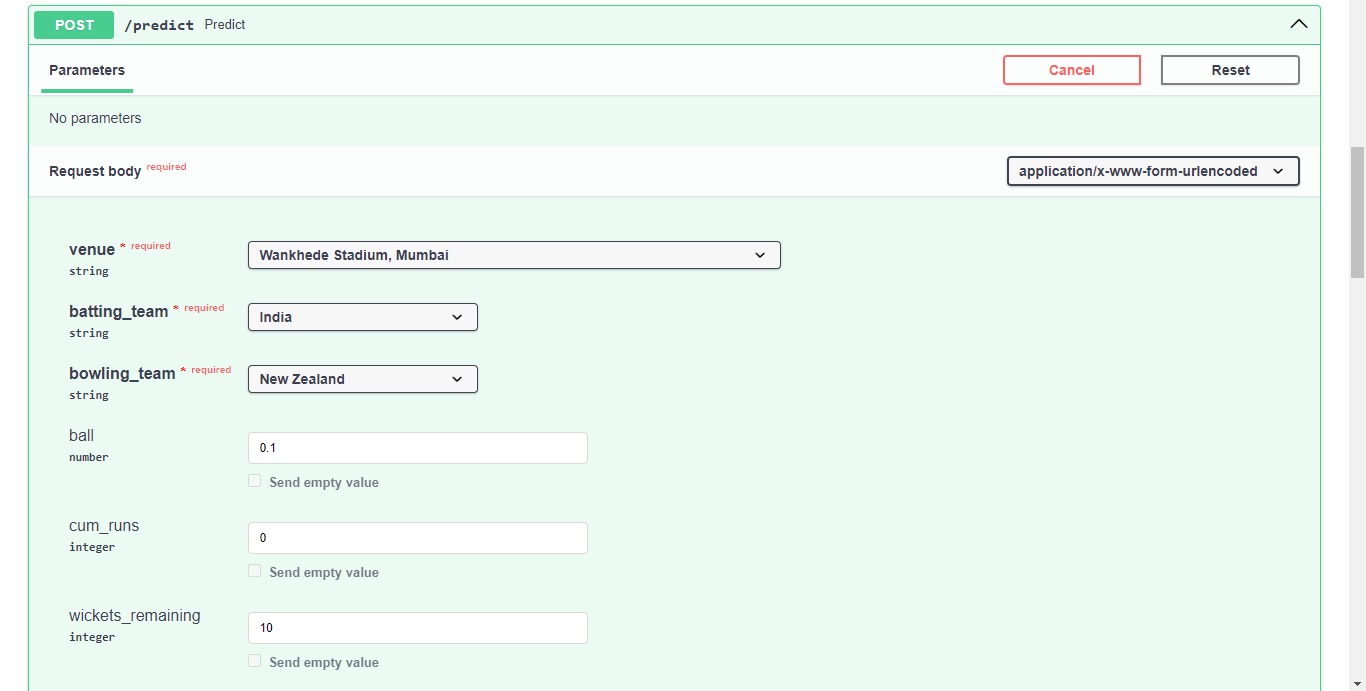 POST /predict Predict
Parameters
Cancel
Reset
No parameters
Request body required
application/x-www-form-urlencoded
venue * required
string
Wankhede Stadium, Mumbai
batting_team * required
string
India
bowling_team * required
string
New Zealand
ball
number
0.1
Send empty value
cum_runs
integer
0
Send empty value
wickets_remaining
integer
10
Send empty value